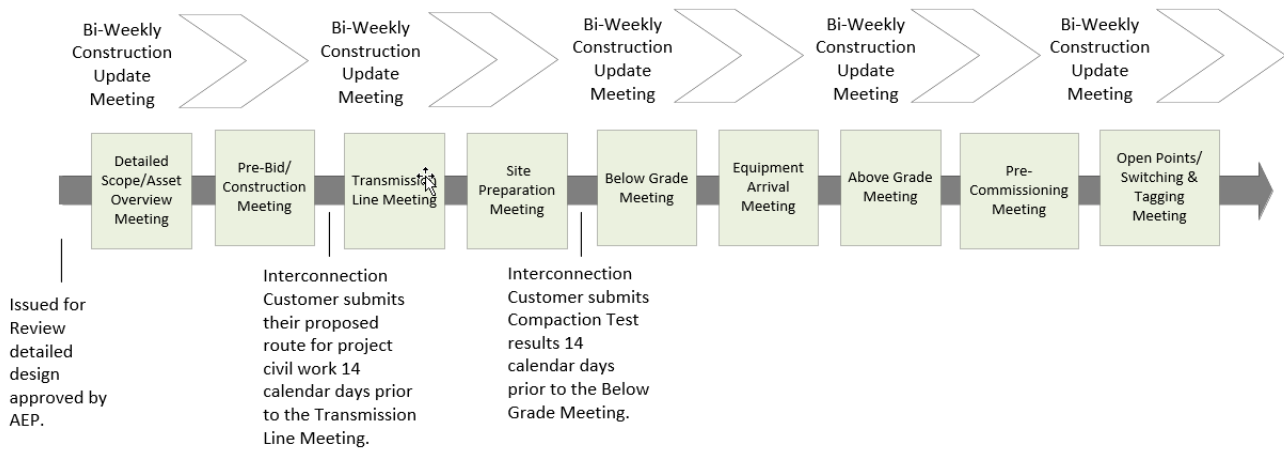 Bi-Weekly
Construction
Update
Meeting
Bi-Weekly
Construction
Update
Meeting
Bi-Weekly
Construction
Update
Meeting
Bi-Weekly
Construction
Update
Meeting
Bi-Weekly
Construction
Update
Meeting
Detailed
Scope/Asset
Overview
Meeting
Pre-Bid/
Construction
Meeting
Transmission
Line Meeting
Site
Preparation
Meeting
Below Grade
Meeting
Equipment
Arrival
Meeting
Above Grade
Meeting
Pre-
Commissioning
Meeting
Open Points/
Switching &
Tagging
Meeting
Issued for
Review
detailed
design
approved by
AEP.
Interconnection
Customer submits
their proposed
route for project
civil work 14
calendar days prior
to the Transmission
Line Meeting.
Interconnection
Customer submits
Compaction Test
results 14
calendar days
prior to the Below
Grade Meeting.